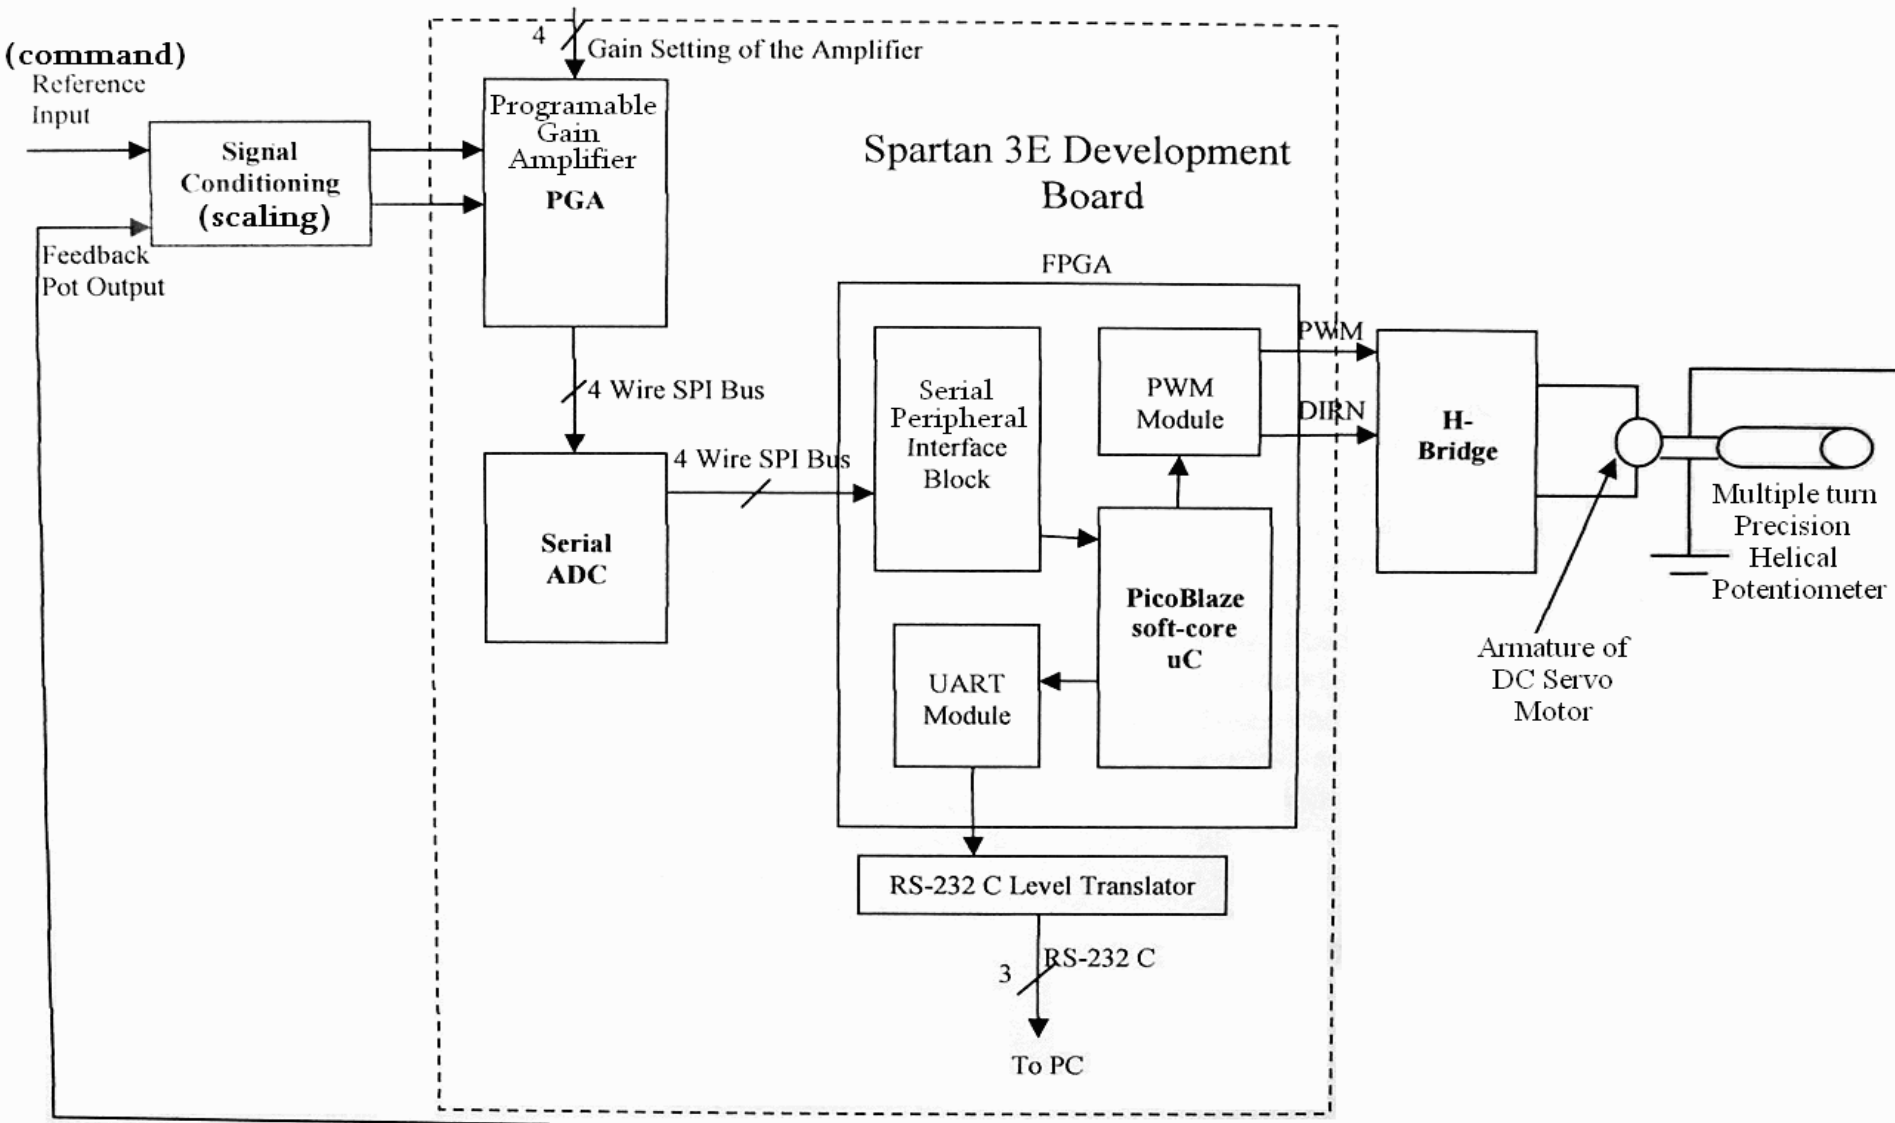 (command)
Reference
Input
Signal
Conditioning
(scaling)
Feedback
Pot Output
4
Gain Setting of the Amplifier
Programable
Gain
Amplifier
PGA
4 Wire SPI Bus
Serial
ADC
4 Wire SPI Bus
Spartan 3E Development
Board
FPGA
Serial
Peripheral
Interface
Block
PWM
Module
PicoBlaze
soft-core
uC
UART
Module
RS-232 C Level Translator
3
RS-232 C
To PC
PWM
DIRN
H-
Bridge
Multiple turn
Precision
Helical
Potentiometer
Armature of
DC Servo
Motor